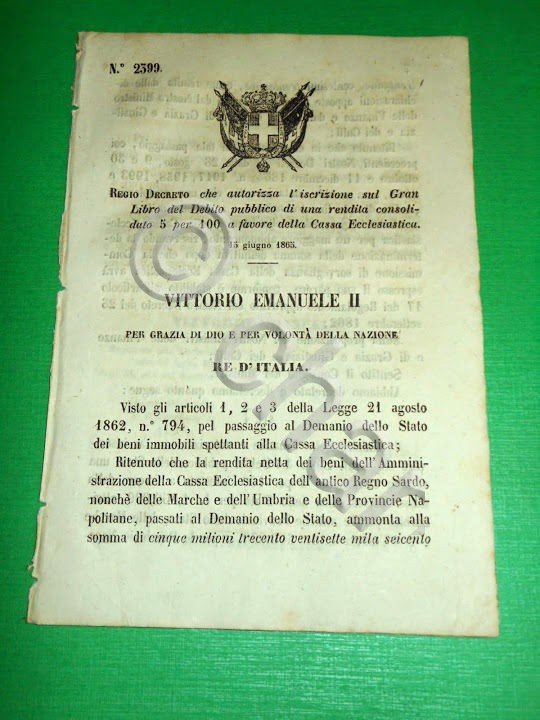 N.° 2399.
REGIO DECRETO che autorizza l'iscrizione sul Gran
Libro del Debito pubblico di una rendita consoli-
dato 5 per 100 a favore della Cassa Ecclesiastica.
15 giugno 1865.
VITTORIO EMANUELE II
PER GRAZIA DI DIO E PER VOLONTÀ DELLA NAZIONE
RE D'ITALIA.
Visto gli articoli 1, 2 e 3 della Legge 21 agosto
1862, n.° 794, pel passaggio al Demanio dello Stato
dei beni immobili spettanti alla Cassa Ecclesiastica;
Ritenuto che la rendita netta dei beni dell'Ammini-
strazione della Cassa Ecclesiastica dell'antico Regno Sardo,
nonchè delle Marche e dell'Umbria e delle Provincie Na-
politane, passati al Demanio dello Stato, ammonta alla
somma di cinque milioni trecento ventisette mila seicento